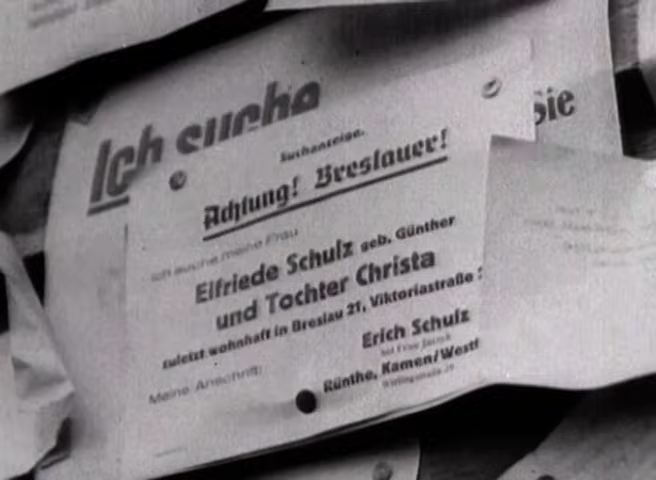 Ich suche
Sie
Suchanzeige.
Achtung! Breslauer!
Ich suche meine Frau
Elfriede Schulz geb. Günther
und Tochter Christa
zuletzt wohnhaft in Breslau 21, Viktoriastraße
Erich Schulz
Meine Anschrift:
Rünthe, Kamen/Westf